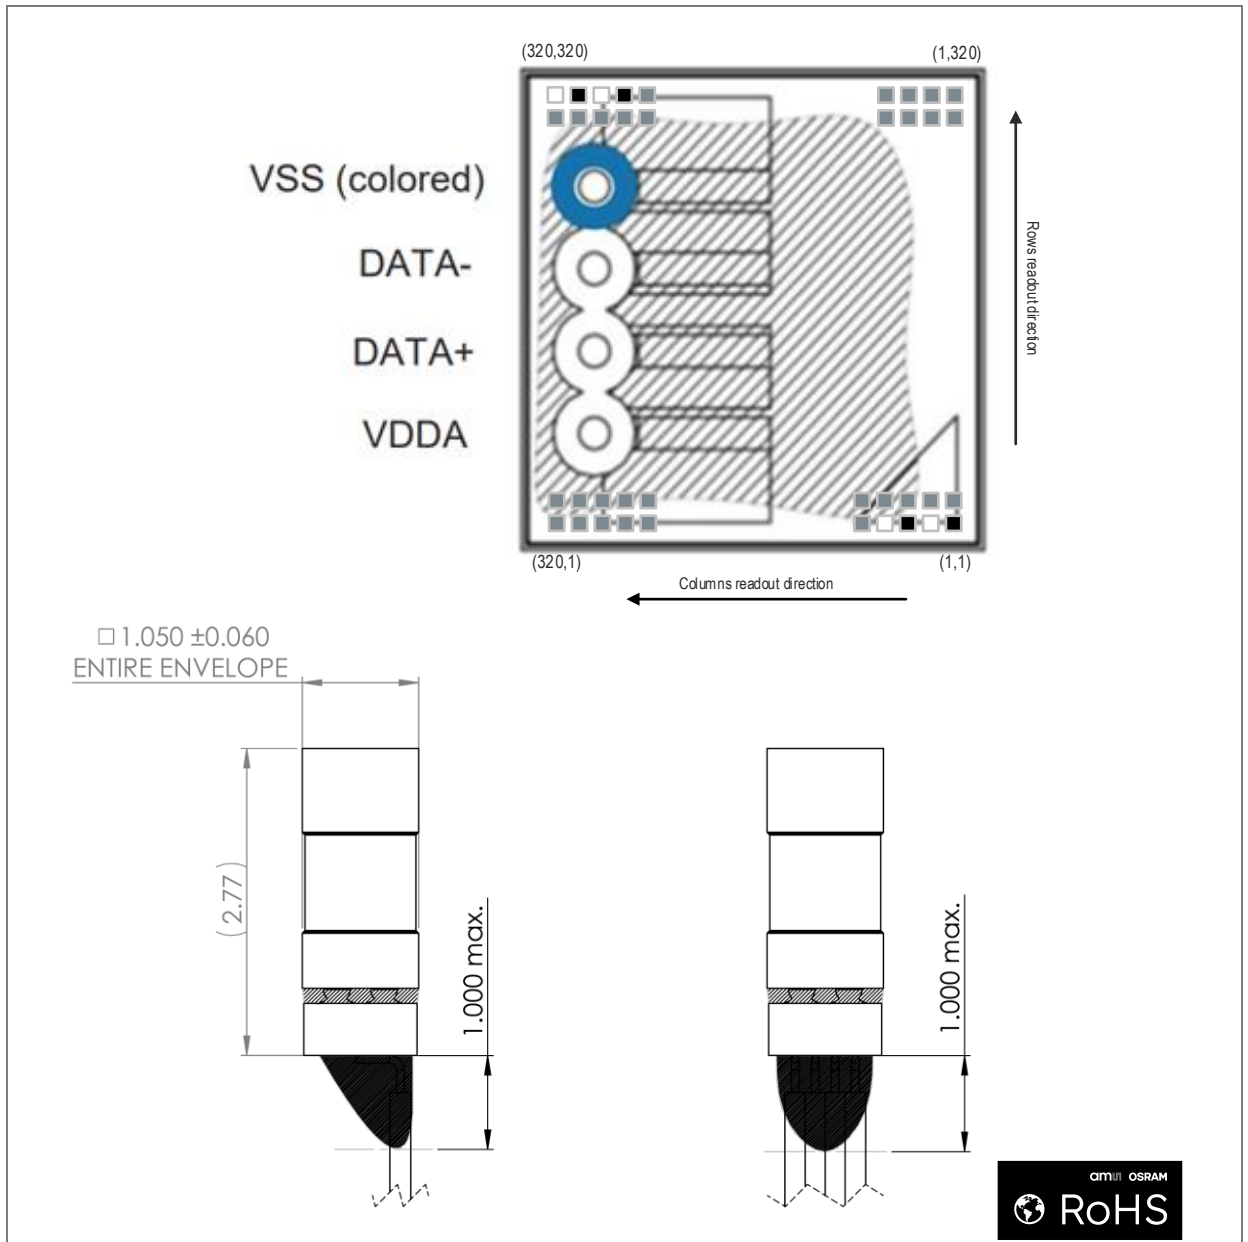 (320,320)
(1,320)
VSS (colored)
DATA-
DATA+
VDDA
Rows readout direction
(320,1)
(1,1)
Columns readout direction
□1.050 ±0.060
ENTIRE ENVELOPE
(2.77)
1.000 max.
1.000 max.
am OSRAM
RoHS